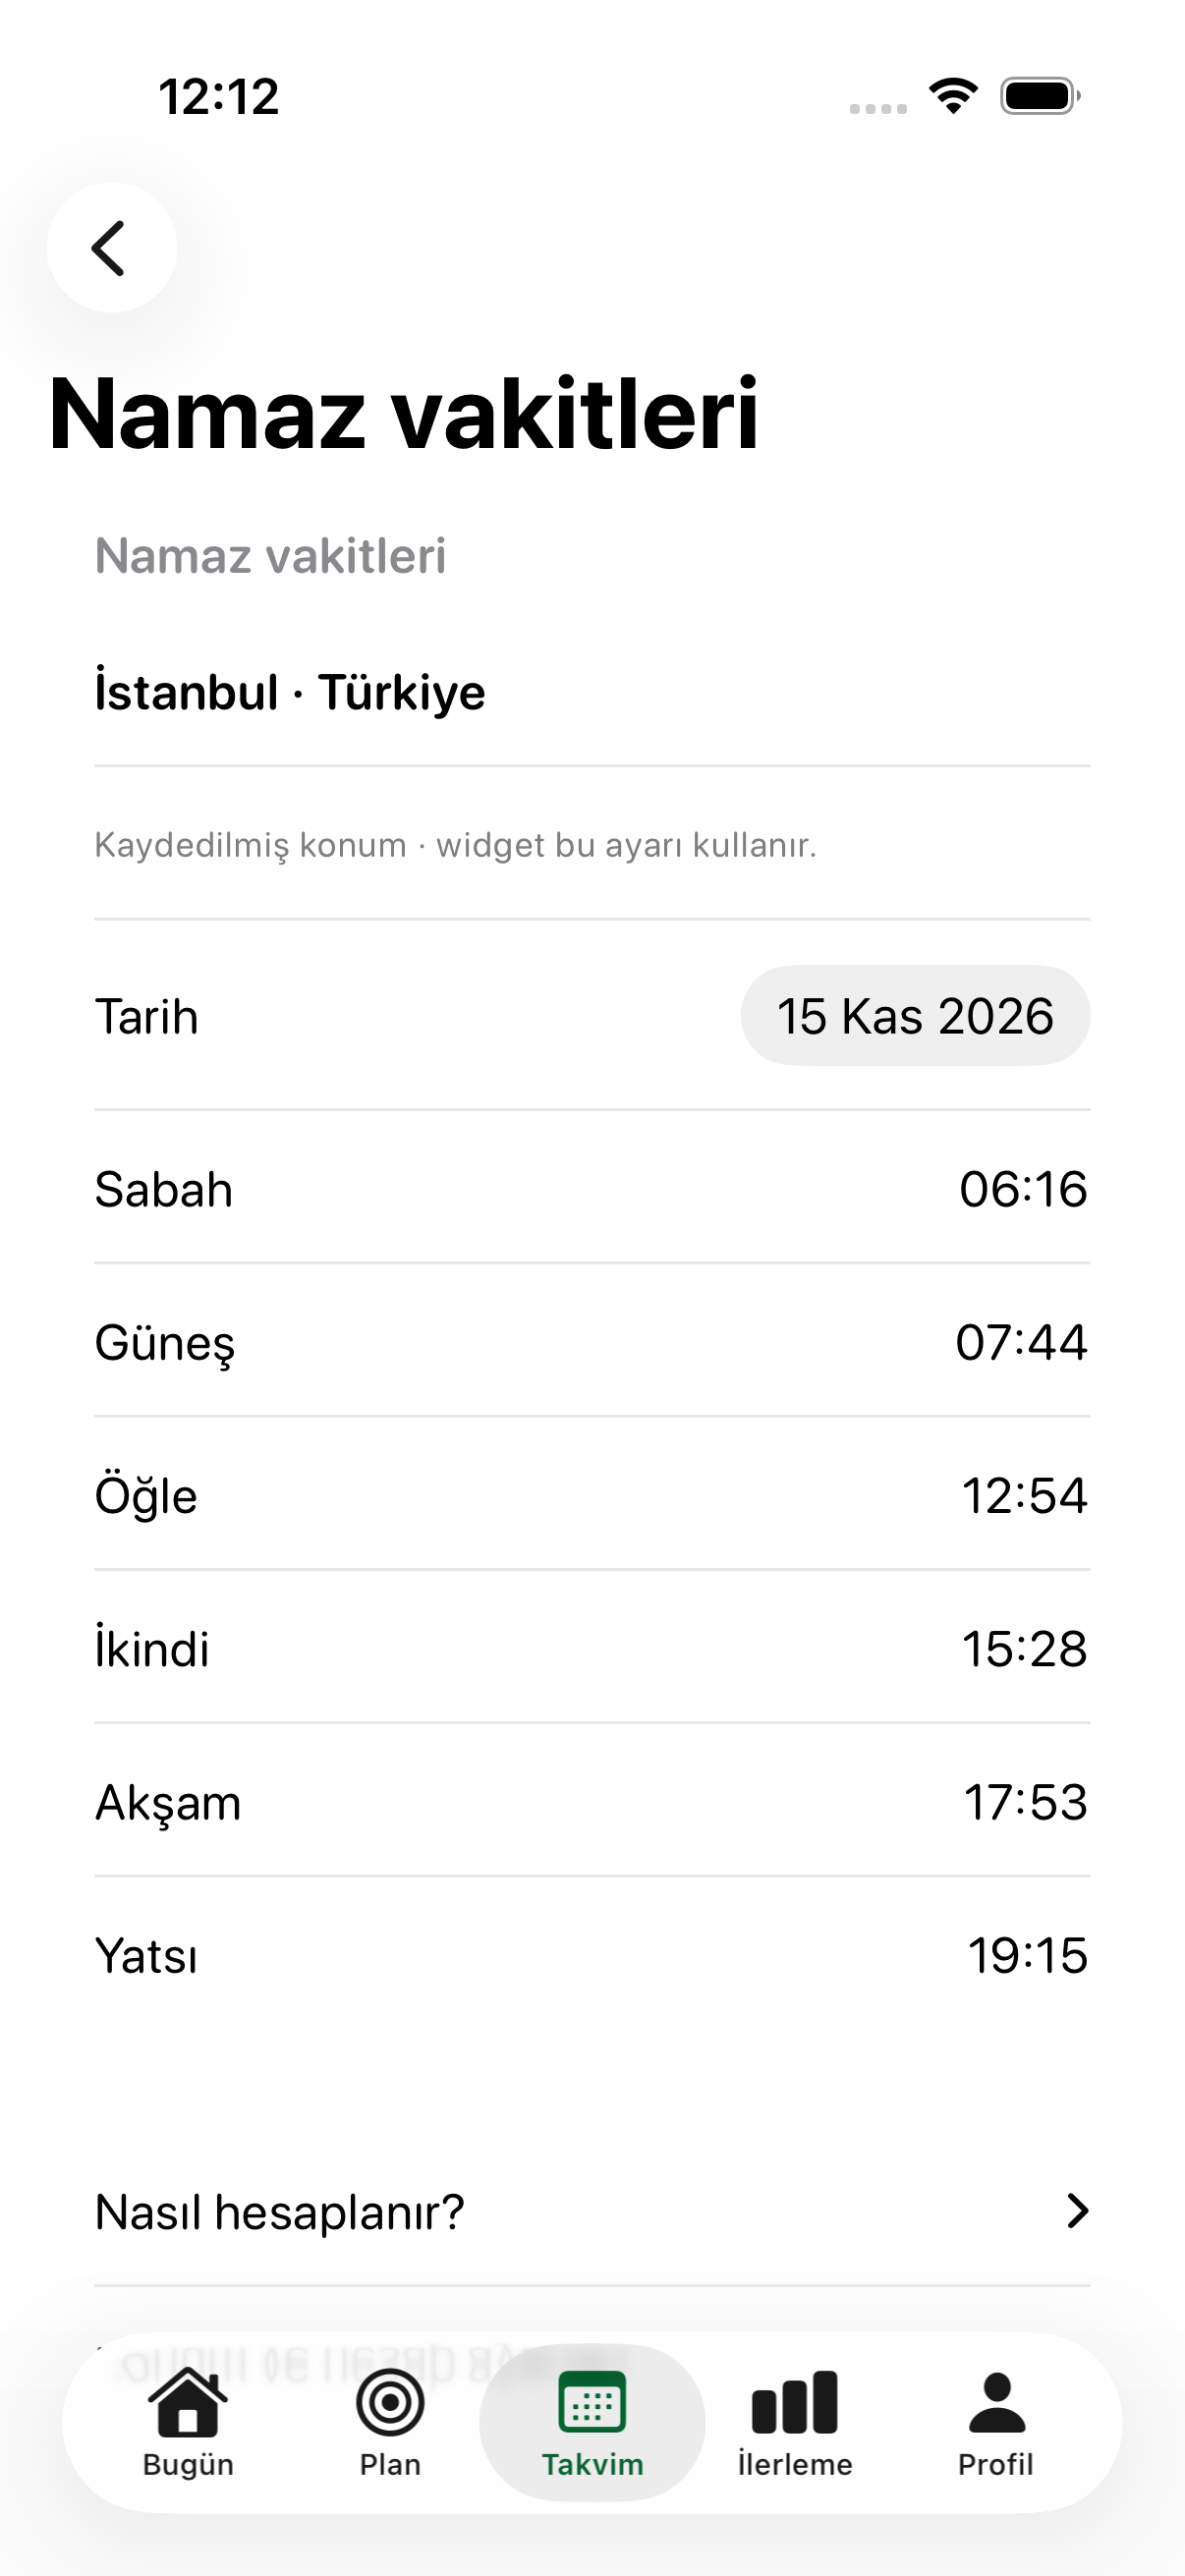 12:12
Namaz vakitleri
Namaz vakitleri
İstanbul · Türkiye
Kaydedilmiş konum · widget bu ayarı kullanır.
Tarih 15 Kas 2026
Sabah 06:16
Güneş 07:44
Öğle 12:54
İkindi 15:28
Akşam 17:53
Yatsı 19:15
Nasıl hesaplanır?
Bugün Plan Takvim İlerleme Profil